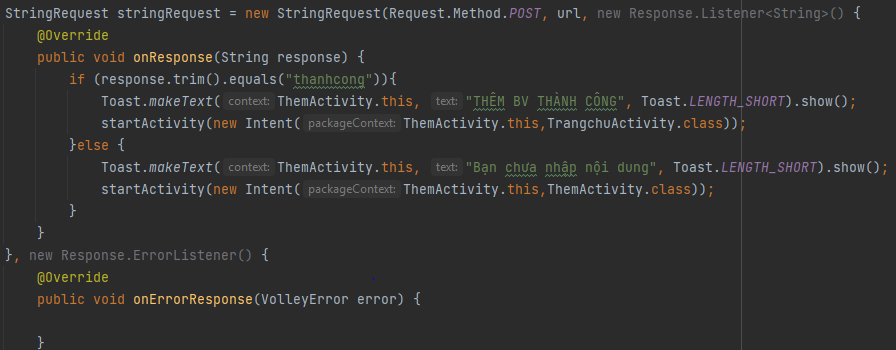 StringRequest stringRequest = new StringRequest(Request.Method.POST, url, new Response.Listener<String>() {
@Override
public void onResponse(String response) {
if (response.trim().equals("thanhcong")){
Toast.makeText( context: ThemActivity.this, text: "THÊM BV THÀNH CÔNG", Toast.LENGTH_SHORT).show();
startActivity(new Intent( packageContext: ThemActivity.this,TrangchuActivity.class));
}else {
Toast.makeText( context: ThemActivity.this, text: "Bạn chưa nhập nội dung", Toast.LENGTH_SHORT).show();
startActivity(new Intent( packageContext: ThemActivity.this,ThemActivity.class));
}
}
}, new Response.ErrorListener() {
@Override
public void onErrorResponse(VolleyError error) {
}